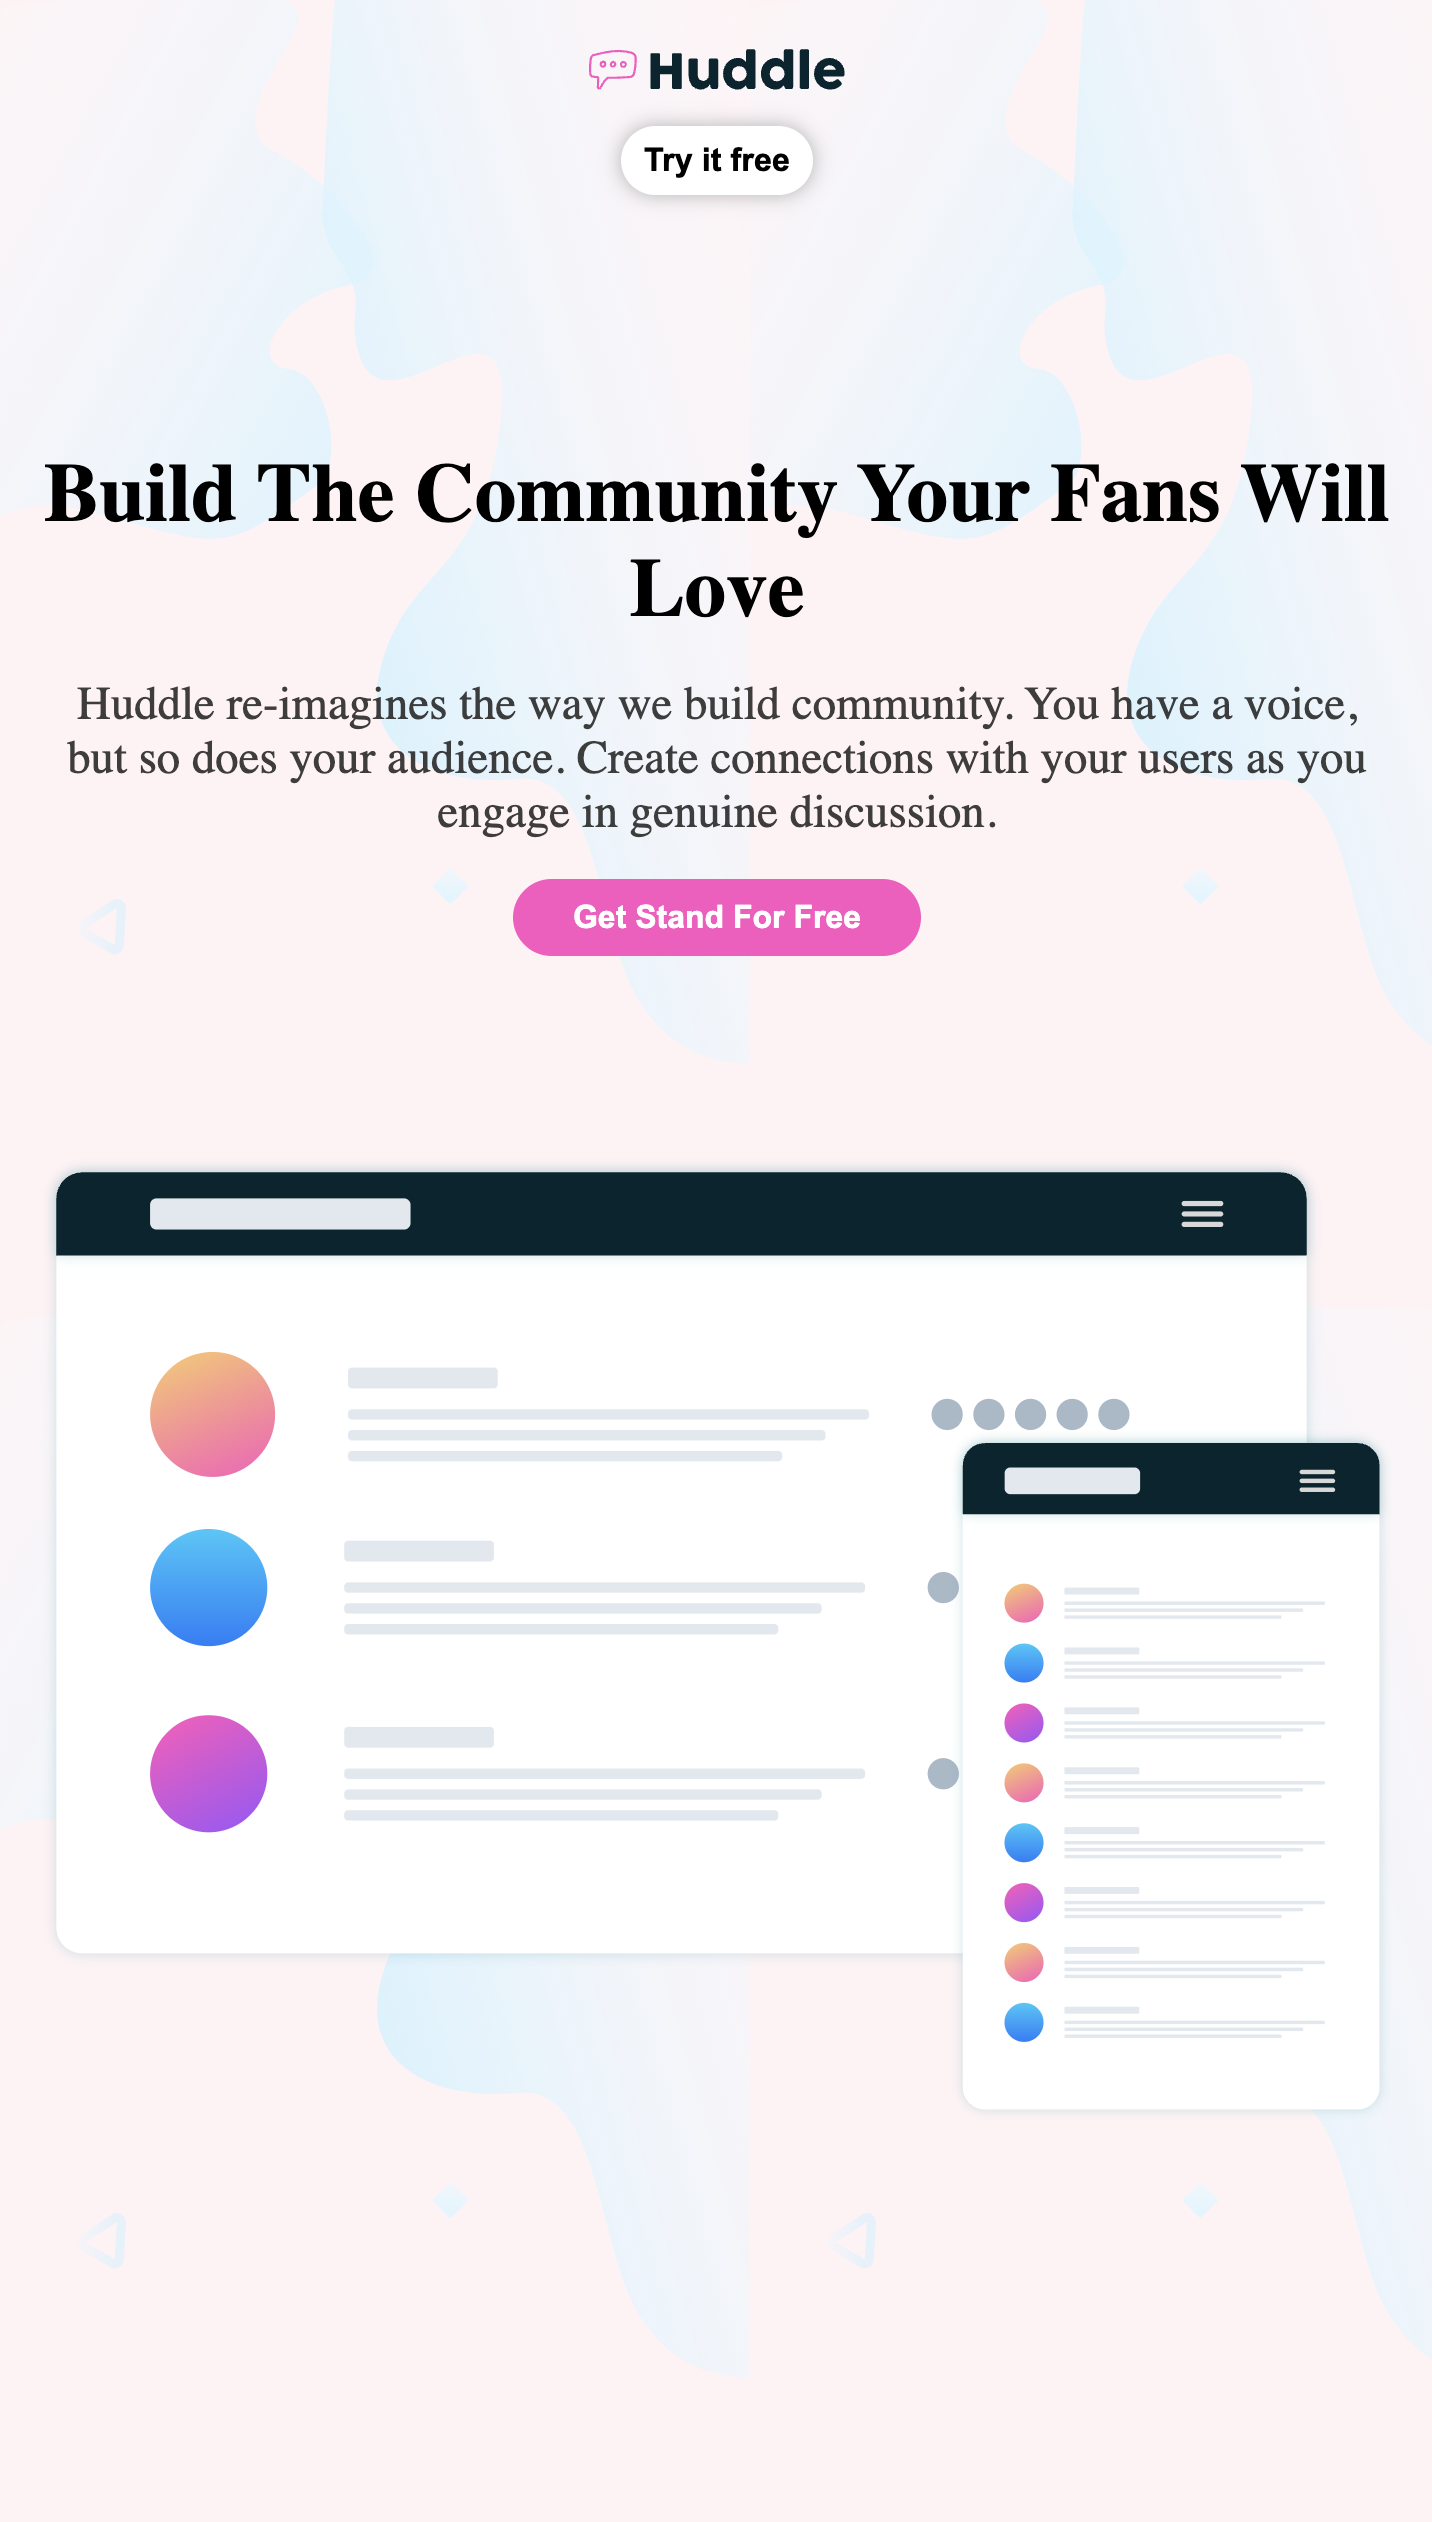 Huddle
Try it free
Build The Community Your Fans Will
Love
Huddle re-imagines the way we build community. You have a voice,
but so does your audience. Create connections with your users as you
engage in genuine discussion.
Get Stand For Free